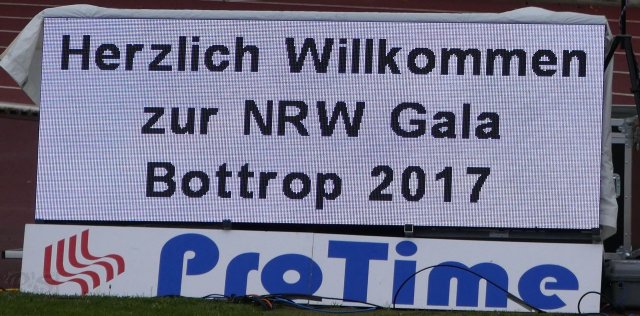 Herzlich Willkommen
zur NRW Gala
Bottrop 2017
ProTime